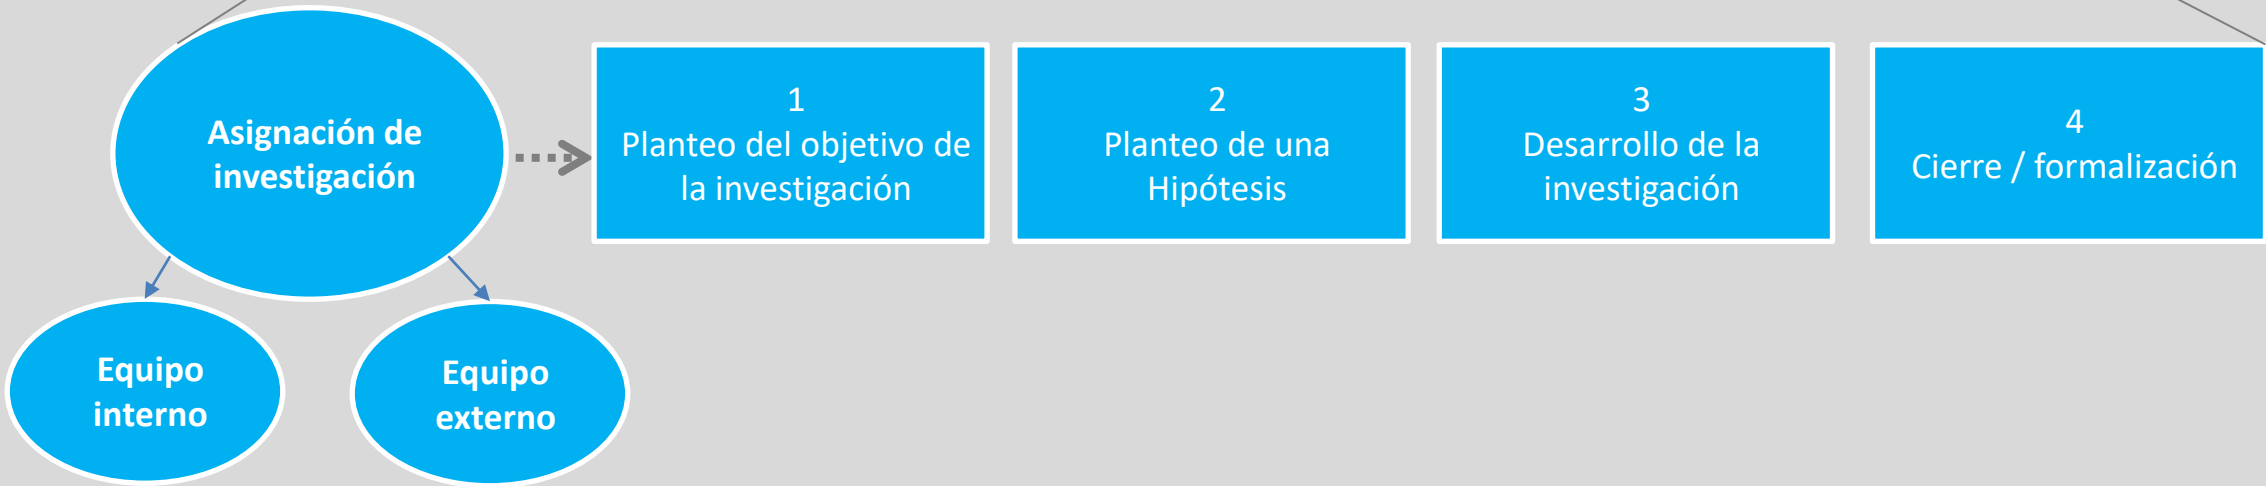 Asignación de
investigación
1
Planteo del objetivo de
la investigación
2
Planteo de una
Hipótesis
3
Desarrollo de la
investigación
4
Cierre / formalización
Equipo
interno
Equipo
externo